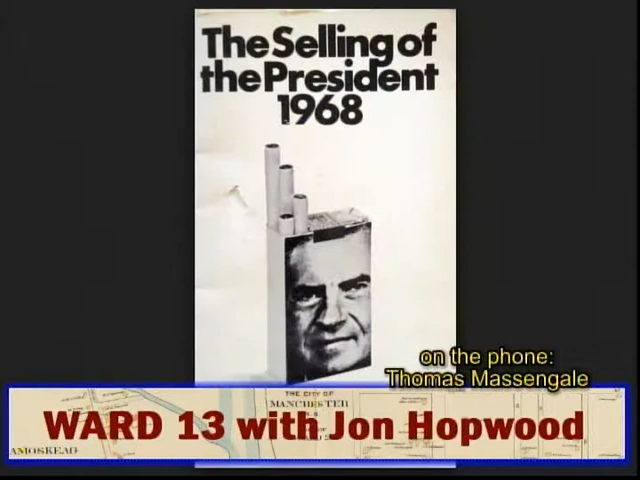 The Selling of
the President
1968
on the phone:
Thomas Massengale
THE CITY OF
MANCHESTER
WARD 13 with Jon Hopwood
AMOSKEAG